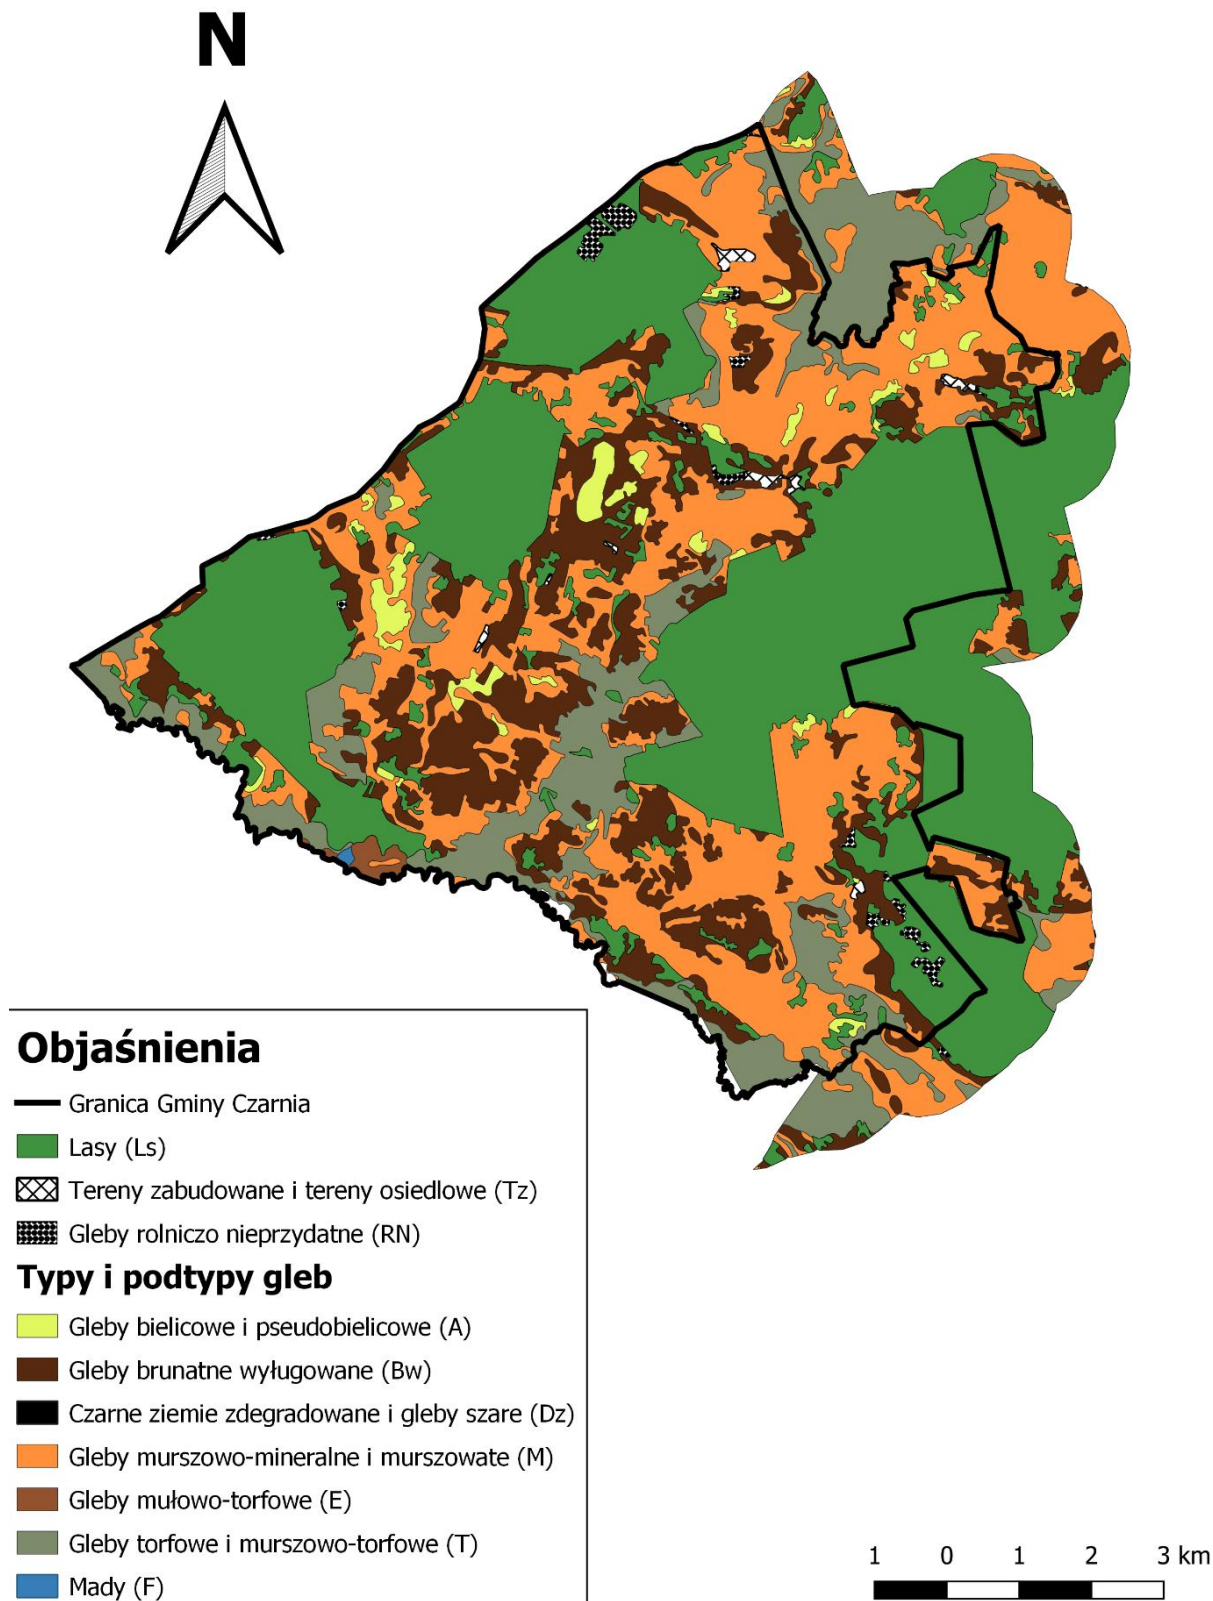 N
Objaśnienia
Granica Gminy Czarnia
Lasy (Ls)
Tereny zabudowane i tereny osiedlowe (Tz)
Gleby rolniczo nieprzydatne (RN)
Typy i podtypy gleb
Gleby bielicowe i pseudobielicowe (A)
Gleby brunatne wyługowane (Bw)
Czarne ziemie zdegradowane i gleby szare (Dz)
Gleby murszowo-mineralne i murszowate (M)
Gleby mułowo-torfowe (E)
Gleby torfowe i murszowo-torfowe (T)
Mady (F)
1 0 1 2 3 km